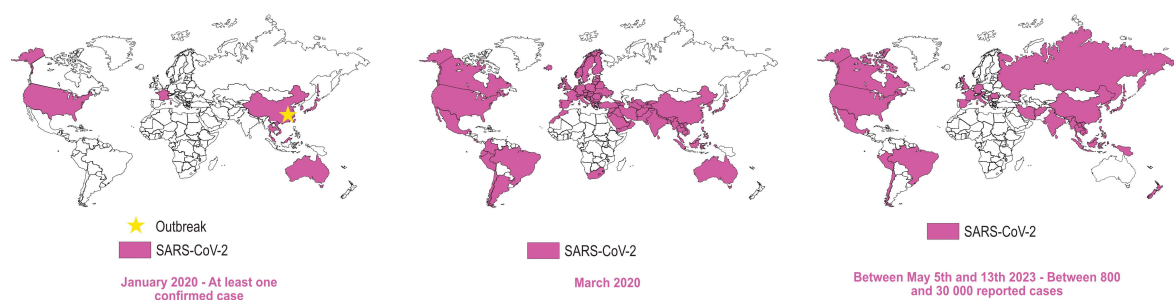 Outbreak
SARS-CoV-2
January 2020 - At least one
confirmed case
SARS-CoV-2
March 2020
SARS-CoV-2
Between May 5th and 13th 2023 - Between 800
and 30 000 reported cases